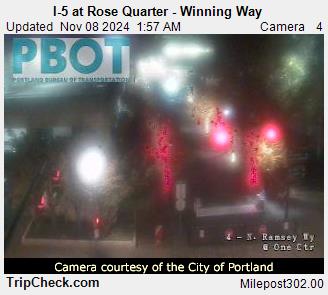 I-5 at Rose Quarter - Winning Way
Updated Nov 08 2024 1:57 AM Camera 4
PBOT
PORTLAND BUREAU OF TRANSPORTATION
4 - N. Ramsey Wy
@ One Ctr
Camera courtesy of the City of Portland
TripCheck.com Milepost302.00